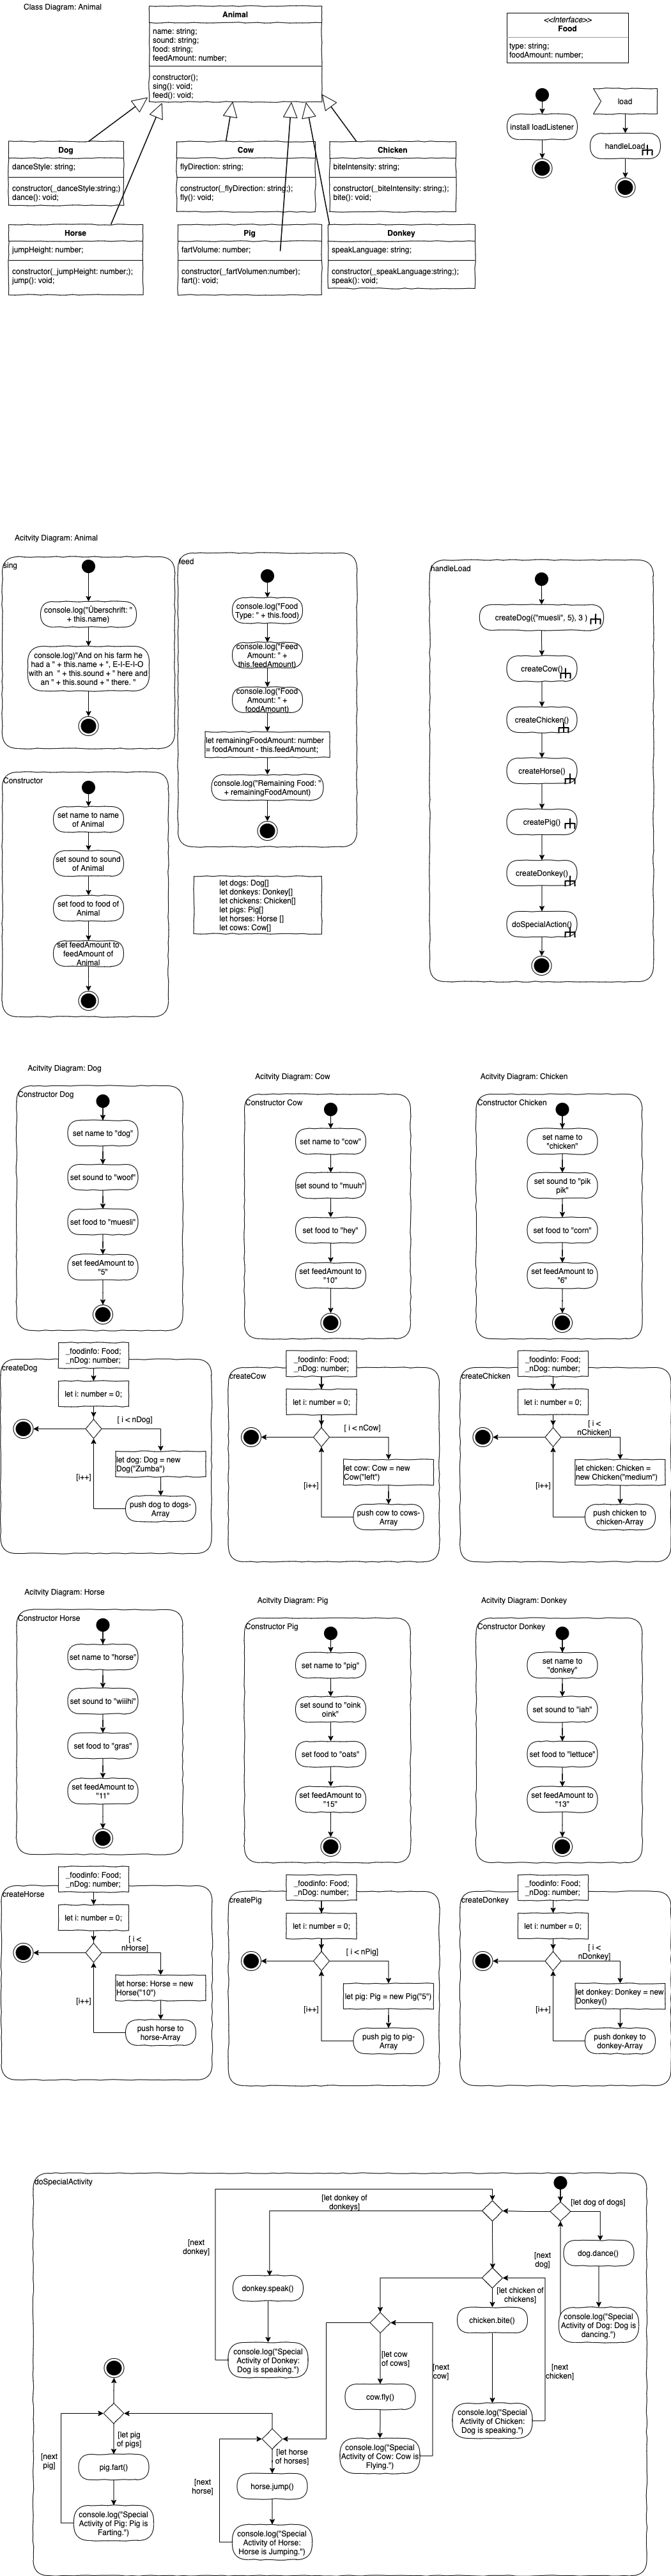 Class Diagram: Animal
Animal
name: string;
sound: string;
food: string;
feedAmount: number;
constructor();
sing(): void;
feed(): void;
<<Interface>>
Food
type: string;
foodAmount: number;
install loadListener
load
handleLoad
Dog
danceStyle: string;
constructor(_danceStyle:string;)
dance(): void;
Cow
flyDirection: string;
constructor(_flyDirection: string;);
fly(): void;
Chicken
biteIntensity: string;
constructor(_biteIntensity: string;);
bite(): void;
Horse
jumpHeight: number;
constructor(_jumpHeight: number;);
jump(): void;
Pig
fartVolume: number;
constructor(_fartVolumen:number)
fart(): void;
Donkey
speakLanguage: string;
constructor(_speakLanguage:string;);
speak(): void;
Acitvity Diagram: Animal
sing
console.log("Überschrift: "
+ this.name)
console.log)"And on his farm he
had a " + this.name + ", E-I-E-I-O
with an  " + this.sound + " here and
an " + this.sound + " there. "
feed
console.log("Food
Type: " + this.food)
console.log("Feed
Amount: " +
this.feedAmount)
console.log("Food
Amount: " +
foodAmount)
let remainingFoodAmount: number
= foodAmount - this.feedAmount;
console.log("Remaining Food: "
+ remainingFoodAmount)
handleLoad
createDog(("muesli", 5), 3 )
createCow()
createChicken()
createHorse()
createPig()
createDonkey()
doSpecialAction()
Constructor
set name to name
of Animal
set sound to sound
of Animal
set food to food of
Animal
set feedAmount to
feedAmount of
Animal
let dogs: Dog[]
let donkeys: Donkey[]
let chickens: Chicken[]
let pigs: Pig[]
let horses: Horse []
let cows: Cow[]
Acitvity Diagram: Dog
Constructor Dog
set name to "dog"
set sound to "woof"
set food to "muesli"
set feedAmount to
"5"
Acitvity Diagram: Cow
Constructor Cow
set name to "cow"
set sound to "muuh"
set food to "hey"
set feedAmount to
"10"
Acitvity Diagram: Chicken
Constructor Chicken
set name to
"chicken"
set sound to "pik
pik"
set food to "corn"
set feedAmount to
"6"
_foodinfo: Food;
_nDog: number;
createDog
let i: number = 0;
[ i < nDog]
let dog: Dog = new
Dog("Zumba")
[i++]
push dog to dogs-
Array
_foodinfo: Food;
_nDog: number;
createCow
let i: number = 0;
[ i < nCow]
let cow: Cow = new
Cow("left")
[i++]
push cow to cows-
Array
_foodinfo: Food;
_nDog: number;
createChicken
let i: number = 0;
[ i <
nChicken]
let chicken: Chicken =
new Chicken("medium")
[i++]
push chicken to
chicken-Array
Acitvity Diagram: Horse
Constructor Horse
set name to "horse"
set sound to "wiiihi"
set food to "gras"
set feedAmount to
"11"
Acitvity Diagram: Pig
Constructor Pig
set name to "pig"
set sound to "oink
oink"
set food to "oats"
set feedAmount to
"15"
Acitvity Diagram: Donkey
Constructor Donkey
set name to
"donkey"
set sound to "iah"
set food to "lettuce"
set feedAmount to
"13"
_foodinfo: Food;
_nDog: number;
createHorse
let i: number = 0;
[ i <
nHorse]
let horse: Horse = new
Horse("10")
[i++]
push horse to
horse-Array
_foodinfo: Food;
_nDog: number;
createPig
let i: number = 0;
[ i < nPig]
let pig: Pig = new Pig("5")
[i++]
push pig to pig-
Array
_foodinfo: Food;
_nDog: number;
createDonkey
let i: number = 0;
[ i <
nDonkey]
let donkey: Donkey = new
Donkey()
[i++]
push donkey to
donkey-Array
doSpecialActivity
[let dog of dogs]
dog.dance()
[next
dog]
console.log("Special
Activity of Dog: Dog is
dancing.")
[let donkey of
donkeys]
[next
donkey]
donkey.speak()
console.log("Special
Activity of Donkey:
Dog is speaking.")
[let chicken of
chickens]
chicken.bite()
[next
chicken]
console.log("Special
Activity of Chicken:
Dog is speaking.")
[let cow
of cows]
[next
cow]
cow.fly()
console.log("Special
Activity of Cow: Cow is
Flying.")
[let horse
of horses]
[next
horse]
horse.jump()
console.log("Special
Activity of Horse:
Horse is Jumping.")
[let pig
of pigs]
[next
pig]
pig.fart()
console.log("Special
Activity of Pig: Pig is
Farting.")